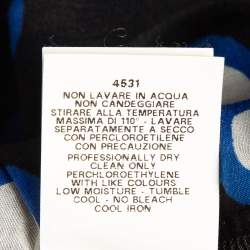 4531
NON LAVARE IN ACQUA
NON CANDEGGIARE
STIRARE ALLA TEMPERATURA
MASSIMA DI 110° - LAVARE
SEPARATAMENTE A SECCO
CON PERCLOROETILENE
CON PRECAUZIONE
PROFESSIONALLY DRY
CLEAN ONLY
PERCHLOROETHYLENE
WITH LIKE COLOURS
LOW MOISTURE - TUMBLE
COOL - NO BLEACH
COOL IRON